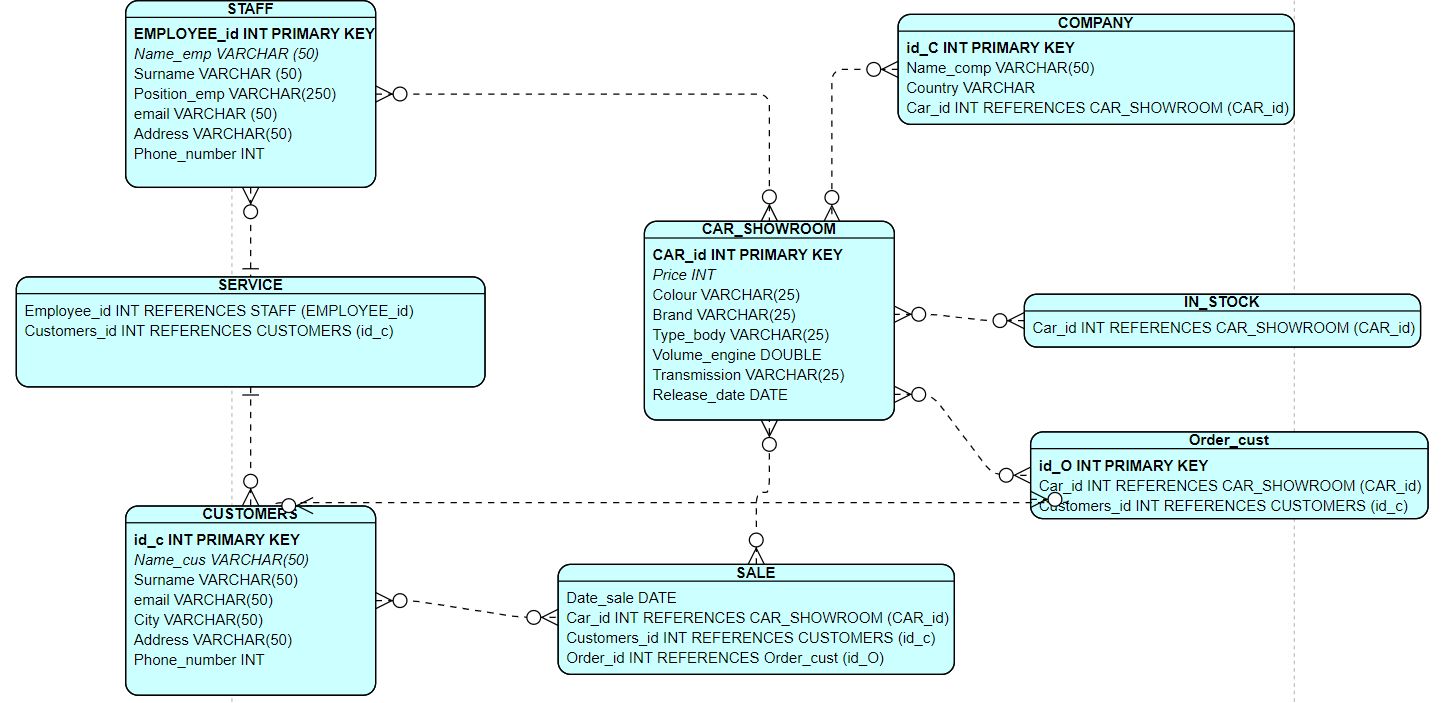 STAFF
EMPLOYEE_id INT PRIMARY KEY
Name_emp VARCHAR (50)
Surname VARCHAR (50)
Position_emp VARCHAR(250)
email VARCHAR (50)
Address VARCHAR(50)
Phone_number INT
COMPANY
id_C INT PRIMARY KEY
Name_comp VARCHAR(50)
Country VARCHAR
Car_id INT REFERENCES CAR_SHOWROOM (CAR_id)
CAR_SHOWROOM
CAR_id INT PRIMARY KEY
Price INT
Colour VARCHAR(25)
Brand VARCHAR(25)
Type_body VARCHAR(25)
Volume_engine DOUBLE
Transmission VARCHAR(25)
Release_date DATE
SERVICE
Employee_id INT REFERENCES STAFF (EMPLOYEE_id)
Customers_id INT REFERENCES CUSTOMERS (id_c)
IN_STOCK
Car_id INT REFERENCES CAR_SHOWROOM (CAR_id)
Order_cust
id_O INT PRIMARY KEY
Car_id INT REFERENCES CAR_SHOWROOM (CAR_id)
Customers_id INT REFERENCES CUSTOMERS (id_c)
CUSTOMERS
id_c INT PRIMARY KEY
Name_cus VARCHAR(50)
Surname VARCHAR(50)
email VARCHAR(50)
City VARCHAR(50)
Address VARCHAR(50)
Phone_number INT
SALE
Date_sale DATE
Car_id INT REFERENCES CAR_SHOWROOM (CAR_id)
Customers_id INT REFERENCES CUSTOMERS (id_c)
Order_id INT REFERENCES Order_cust (id_O)